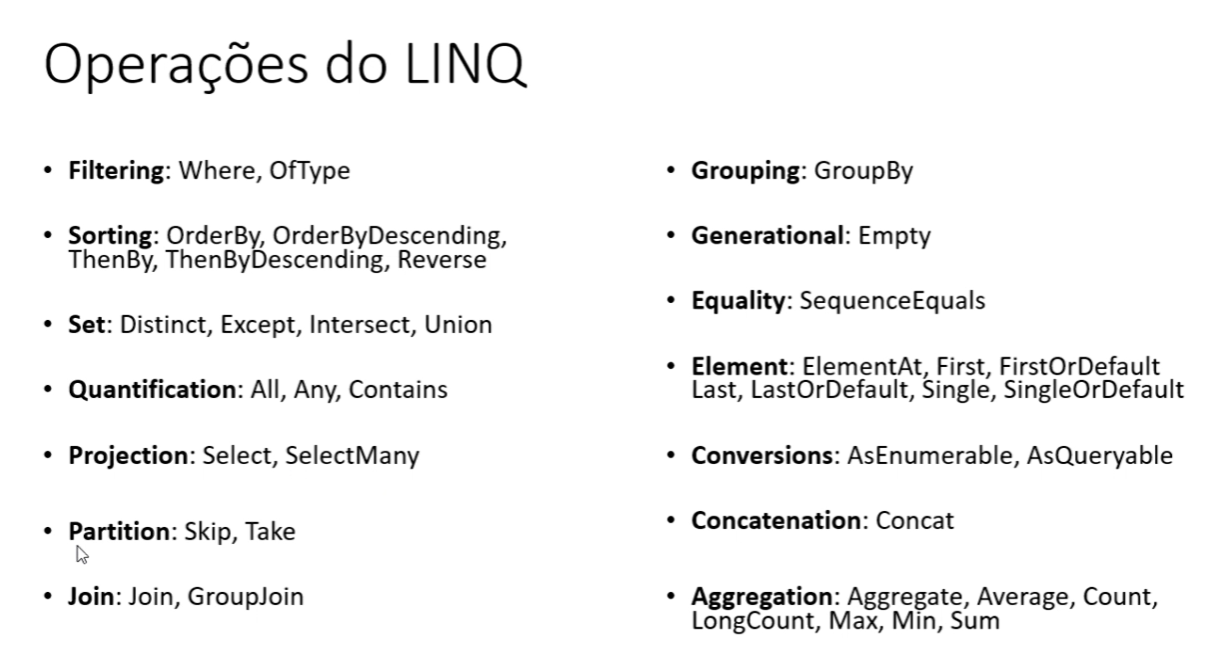 Operações do LINQ
• Filtering: Where, OfType
• Sorting: OrderBy, OrderByDescending,
ThenBy, ThenByDescending, Reverse
• Set: Distinct, Except, Intersect, Union
• Quantification: All, Any, Contains
• Projection: Select, SelectMany
• Partition: Skip, Take
• Join: Join, GroupJoin
• Grouping: GroupBy
• Generational: Empty
• Equality: SequenceEquals
• Element: ElementAt, First, FirstOrDefault
Last, LastOrDefault, Single, SingleOrDefault
• Conversions: AsEnumerable, AsQueryable
• Concatenation: Concat
• Aggregation: Aggregate, Average, Count,
LongCount, Max, Min, Sum